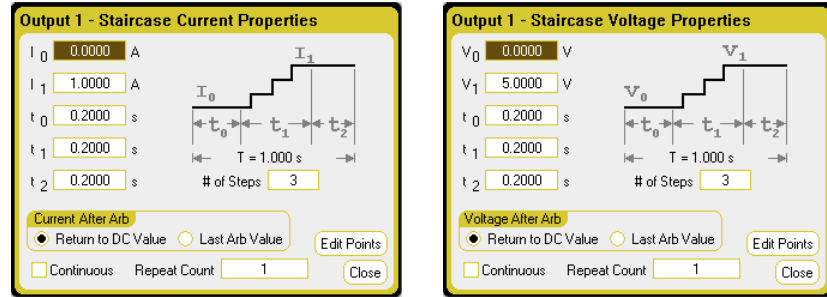 Output 1 - Staircase Current Properties
I 0 0.0000 A
I 1 1.0000 A
t 0 0.2000 s
t 1 0.2000 s
t 2 0.2000 s
I0
I1
t0 t1 t2
T = 1.000 s
# of Steps 3
Current After Arb
Return to DC Value Last Arb Value
Edit Points
Continuous Repeat Count 1
Close
Output 1 - Staircase Voltage Properties
V 0 0.0000 V
V 1 5.0000 V
t 0 0.2000 s
t 1 0.2000 s
t 2 0.2000 s
V0
V1
t0 t1 t2
T = 1.000 s
# of Steps 3
Voltage After Arb
Return to DC Value Last Arb Value
Edit Points
Continuous Repeat Count 1
Close